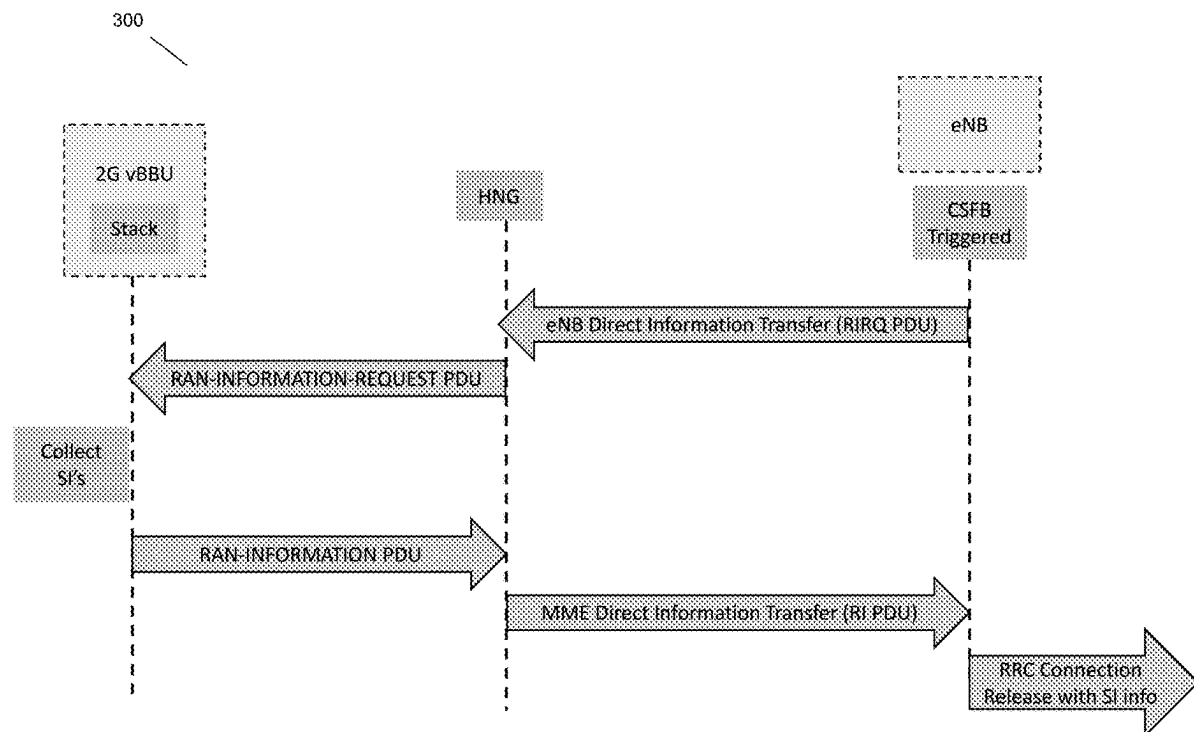 300
eNB
2G vBBU
Stack
HNG
CSFB
Triggered
eNB Direct Information Transfer (RIRQ PDU)
RAN-INFORMATION-REQUEST PDU
Collect
SI's
RAN-INFORMATION PDU
MME Direct Information Transfer (RI PDU)
RRC Connection
Release with SI info